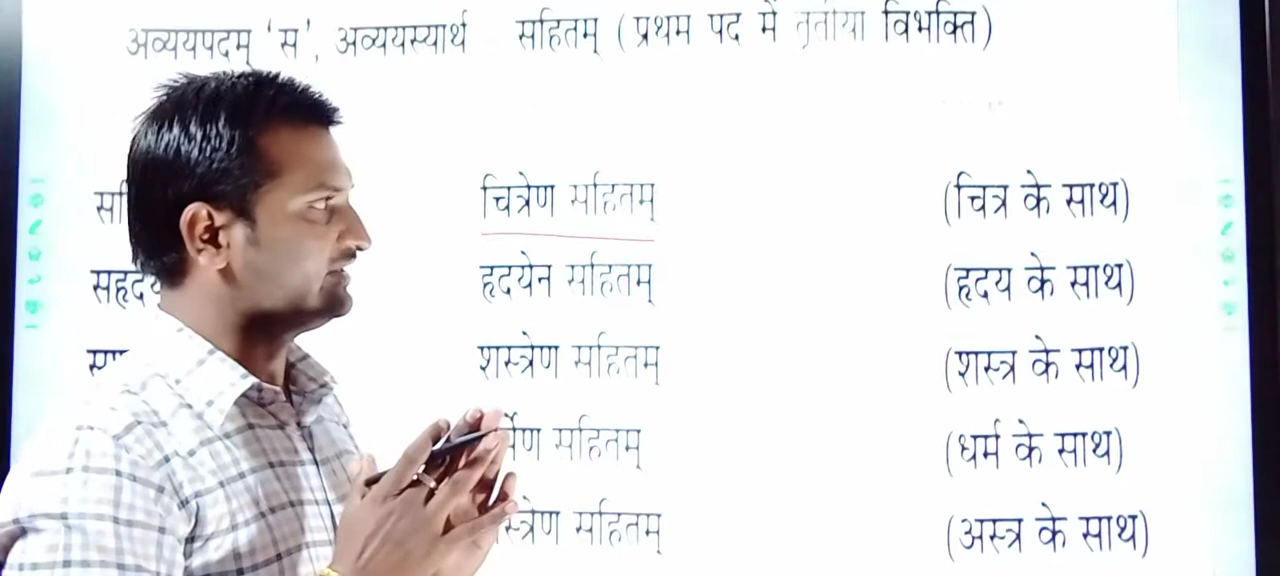 अव्ययपदम् 'स', अव्ययस्यार्थ सहितम् ( प्रथम पद में तृतीया विभक्ति )
चित्रेण सहितम् (चित्र के साथ)
हृदयेन सहितम् (हृदय के साथ)
शस्त्रेण सहितम् (शस्त्र के साथ)
सहितम् (धर्म के साथ)
सहितम् (अस्त्र के साथ)